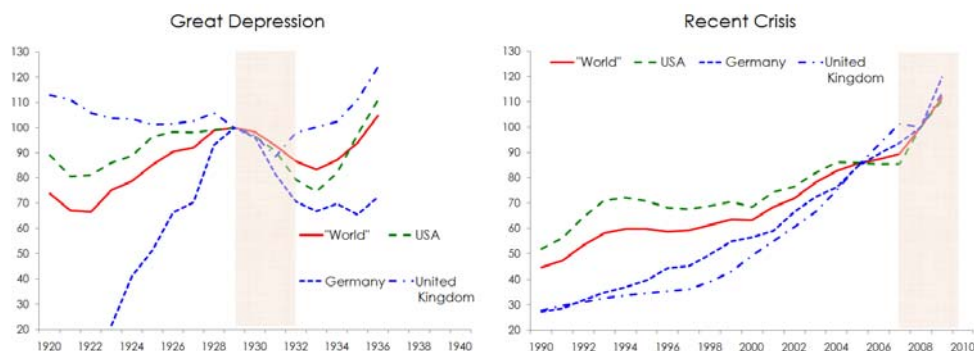 Great Depression
130
120
110
100
90
80
70
60
50
40
30
20
"World" USA
Germany United
Kingdom
1920 1922 1924 1926 1928 1930 1932 1934 1936 1938 1940
Recent Crisis
130
120
110
100
90
80
70
60
50
40
30
20
"World" USA Germany United
Kingdom
1990 1992 1994 1996 1998 2000 2002 2004 2006 2008 2010